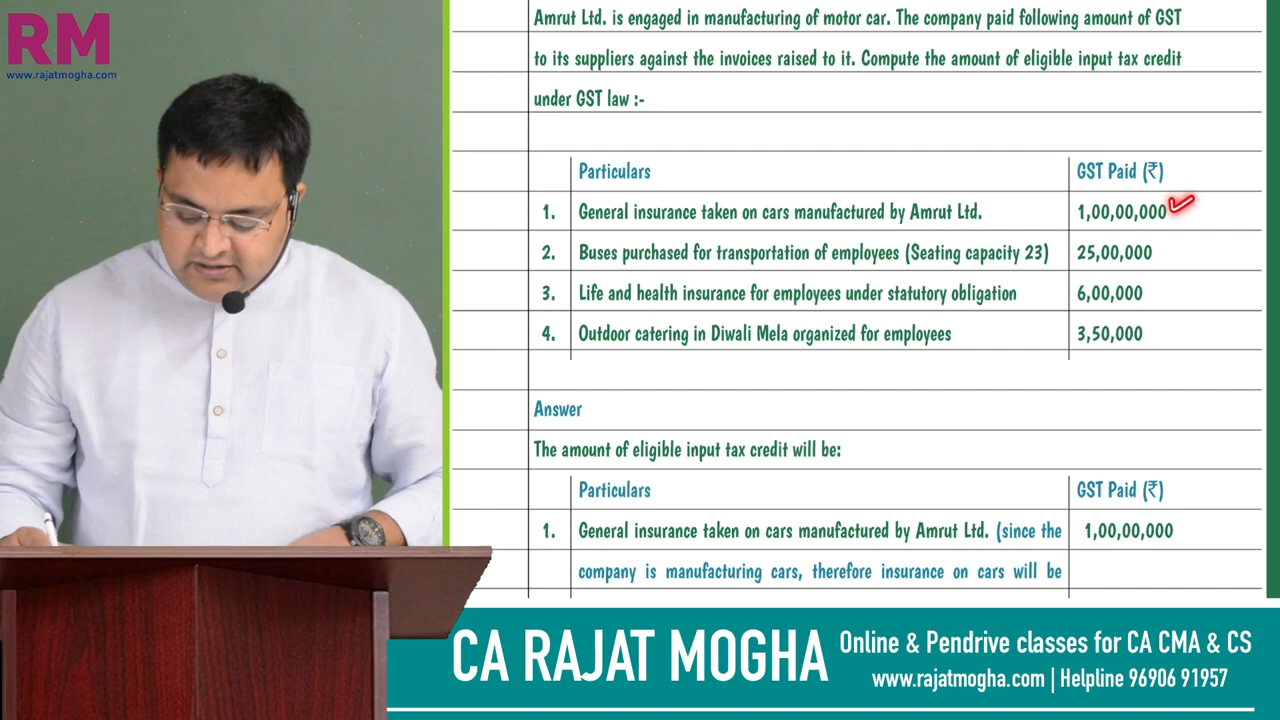 RM
www.rajatmogha.com
Amrut Ltd. is engaged in manufacturing of motor car. The company paid following amount of GST
to its suppliers against the invoices raised to it. Compute the amount of eligible input tax credit
under GST law :-
Particulars GST Paid (₹)
1. General insurance taken on cars manufactured by Amrut Ltd. 1,00,00,000
2. Buses purchased for transportation of employees (Seating capacity 23) 25,00,000
3. Life and health insurance for employees under statutory obligation 6,00,000
4. Outdoor catering in Diwali Mela organized for employees 3,50,000
Answer
The amount of eligible input tax credit will be:
Particulars GST Paid (₹)
1. General insurance taken on cars manufactured by Amrut Ltd. (since the 1,00,00,000
company is manufacturing cars, therefore insurance on cars will be
CA RAJAT MOGHA
Online & Pendrive classes for CA CMA & CS
www.rajatmogha.com | Helpline 96906 91957